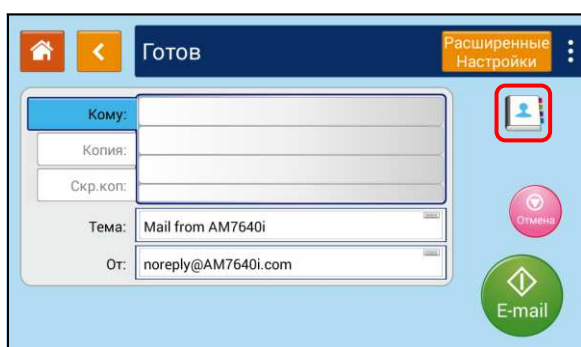 Готов
Расширенные
Настройки
Кому:
Копия:
Скр.коп:
Тема:
Mail from AM7640i
От:
noreply@AM7640i.com
Отмена
E-mail